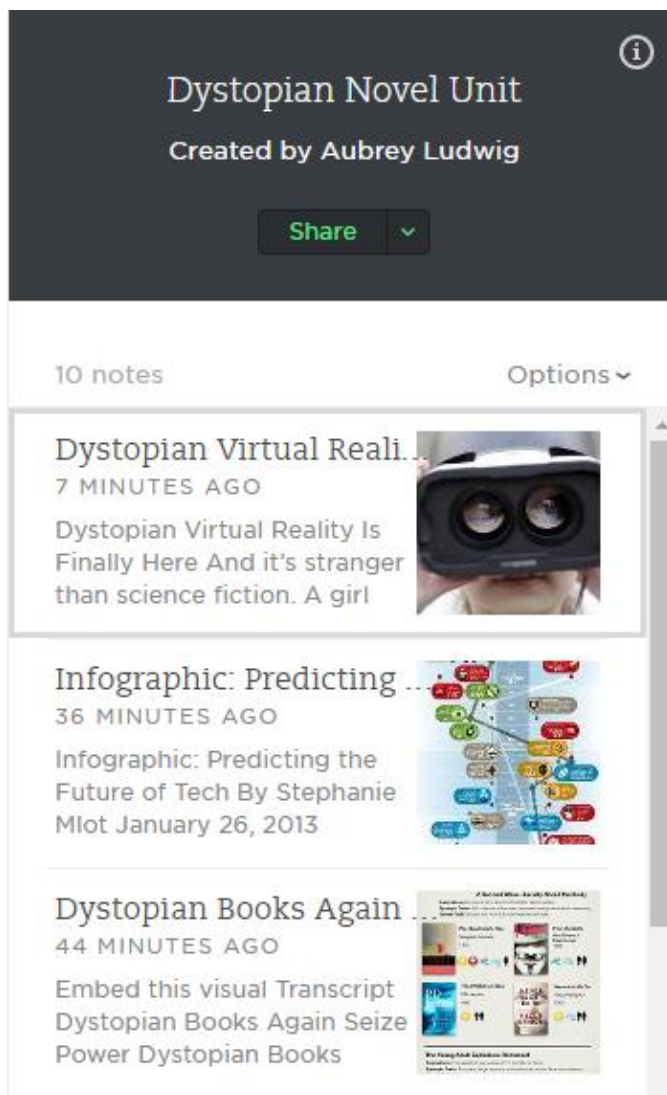 Dystopian Novel Unit
Created by Aubrey Ludwig
Share
10 notes
Options
Dystopian Virtual Reali...
7 MINUTES AGO
Dystopian Virtual Reality Is
Finally Here And it's stranger
than science fiction. A girl
Infographic: Predicting ...
36 MINUTES AGO
Infographic: Predicting the
Future of Tech By Stephanie
Mlot January 26, 2013
Dystopian Books Again ...
44 MINUTES AGO
Embed this visual Transcript
Dystopian Books Again Seize
Power Dystopian Books